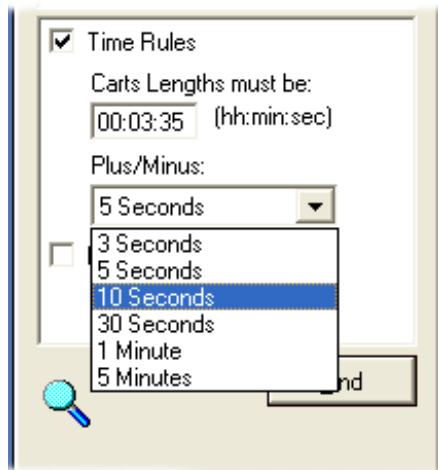 Time Rules
Carts Lengths must be:
00:03:35 (hh:min:sec)
Plus/Minus:
5 Seconds
3 Seconds
5 Seconds
10 Seconds
30 Seconds
1 Minute
5 Minutes